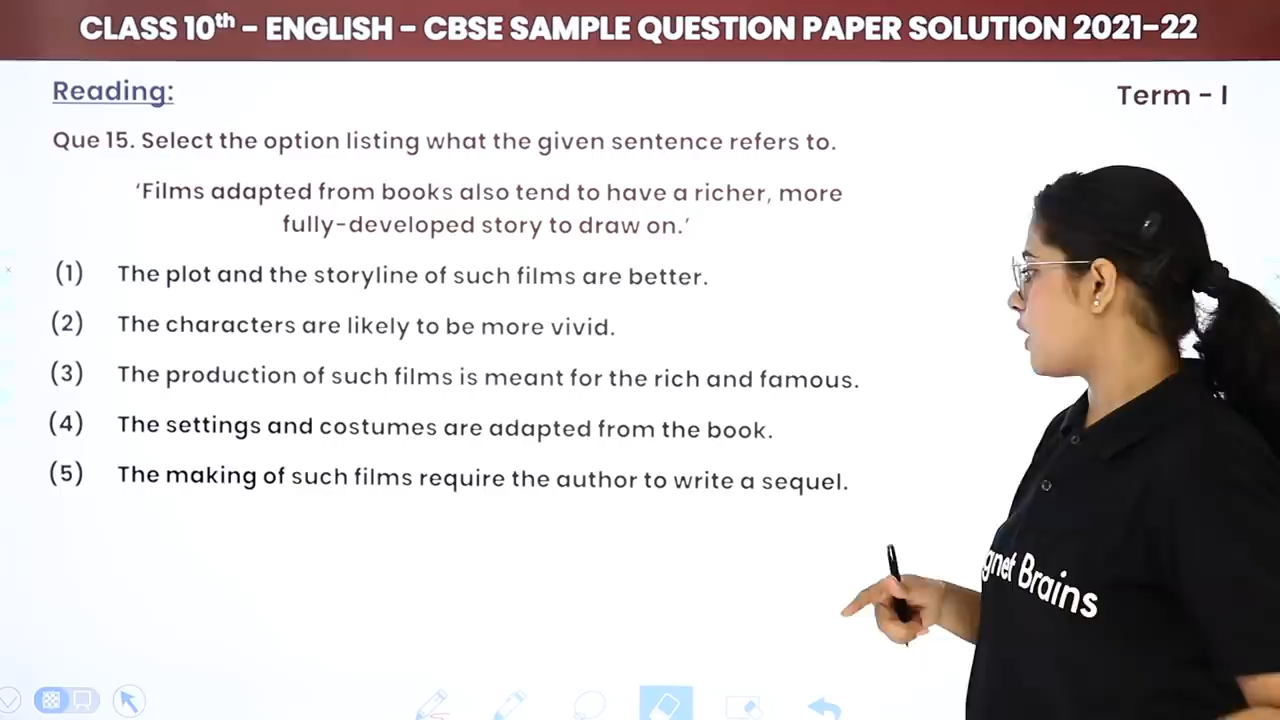 CLASS 10th - ENGLISH - CBSE SAMPLE QUESTION PAPER SOLUTION 2021-22
Reading:
Term - I
Que 15. Select the option listing what the given sentence refers to.
'Films adapted from books also tend to have a richer, more
fully-developed story to draw on.'
(1) The plot and the storyline of such films are better.
(2) The characters are likely to be more vivid.
(3) The production of such films is meant for the rich and famous.
(4) The settings and costumes are adapted from the book.
(5) The making of such films require the author to write a sequel.
gnet Brains